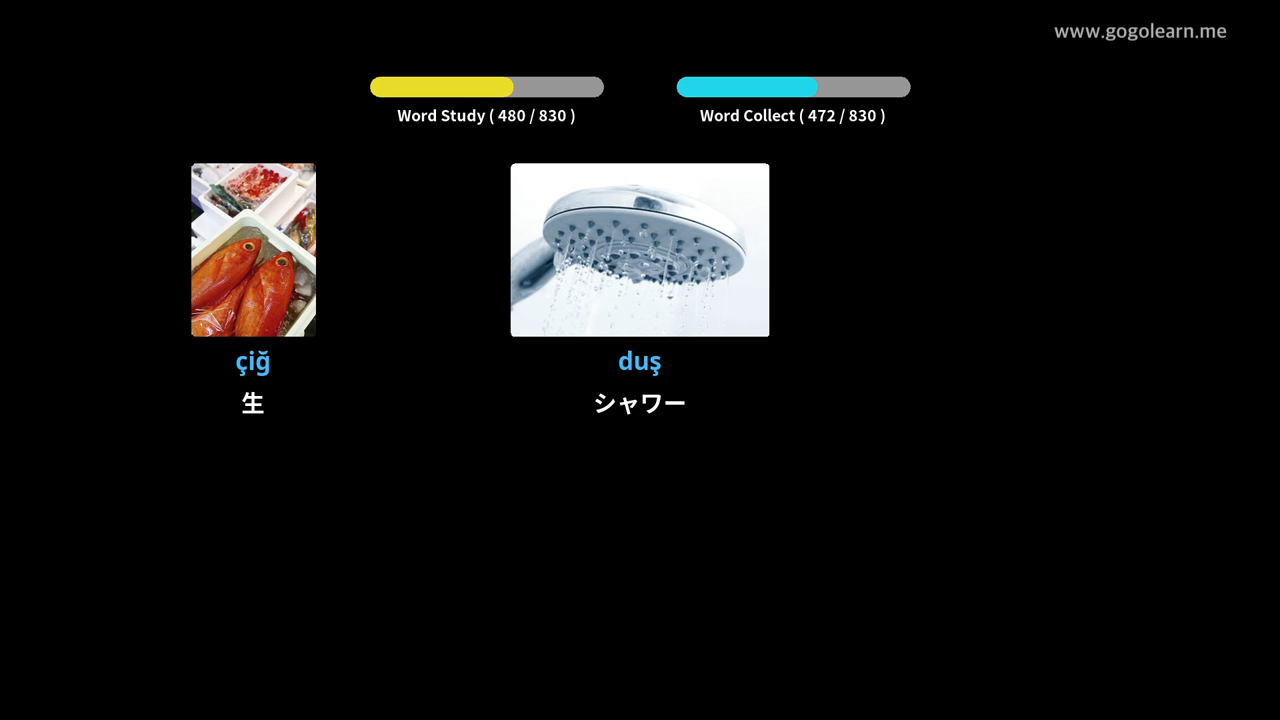 www.gogolearn.me
Word Study ( 480 / 830 )
Word Collect ( 472 / 830 )
çiğ
生
duş
シャワー